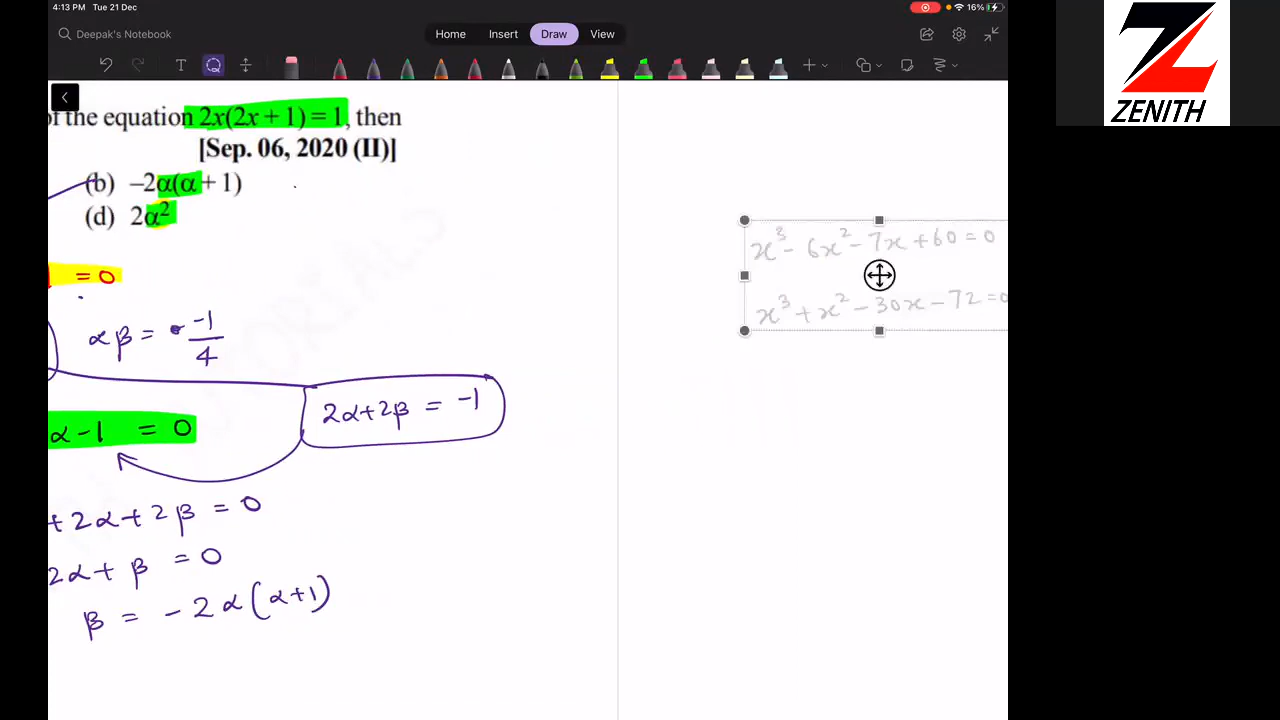 4:13 PM Tue 21 Dec
16%
Deepak's Notebook
Home Insert Draw View
ZENITH
of the equation 2x(2x + 1) = 1, then
[Sep. 06, 2020 (II)]
(b) –2α(α + 1)
(d) 2α²
= 0
αβ = -1/4
2α+2β = -1
α-1 = 0
+2α+2β = 0
2α+β = 0
β = -2α(α+1)
x³ - 6x² - 7x + 60 = 0
x³ + x² - 30x - 72 = 0